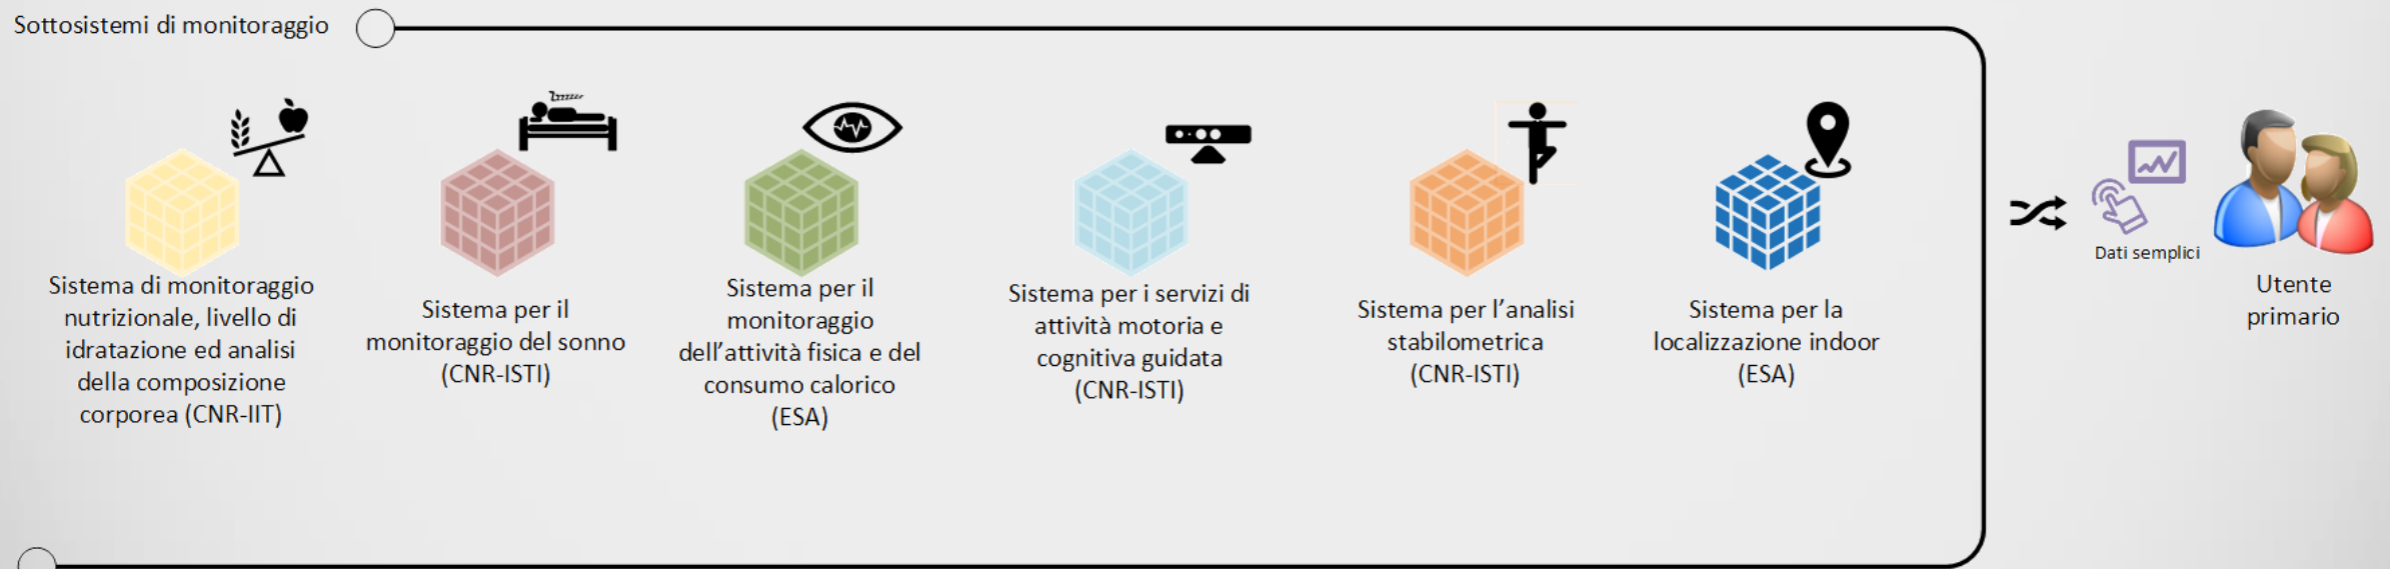 Sottosistemi di monitoraggio
Zzzzzz
Sistema di monitoraggio
nutrizionale, livello di
idratazione ed analisi
della composizione
corporea (CNR-IIT)
Sistema per il
monitoraggio del sonno
(CNR-ISTI)
Sistema per il
monitoraggio
dell’attività fisica e del
consumo calorico
(ESA)
Sistema per i servizi di
attività motoria e
cognitiva guidata
(CNR-ISTI)
Sistema per l’analisi
stabilometrica
(CNR-ISTI)
Sistema per la
localizzazione indoor
(ESA)
Dati semplici
Utente
primario